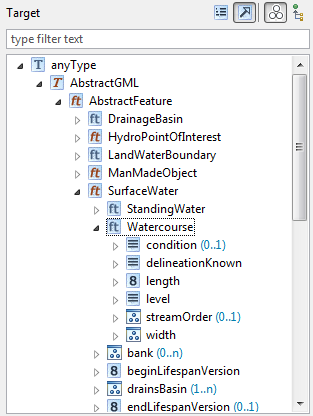 Target
type filter text
T anyType
T AbstractGML
ft AbstractFeature
ft DrainageBasin
ft HydroPointOfInterest
ft LandWaterBoundary
ft ManMadeObject
ft SurfaceWater
ft StandingWater
ft Watercourse
condition (0..1)
delineationKnown
8 length
level
streamOrder (0..1)
width
bank (0..n)
8 beginLifespanVersion
drainsBasin (1..n)
8 endLifespanVersion (0..1)